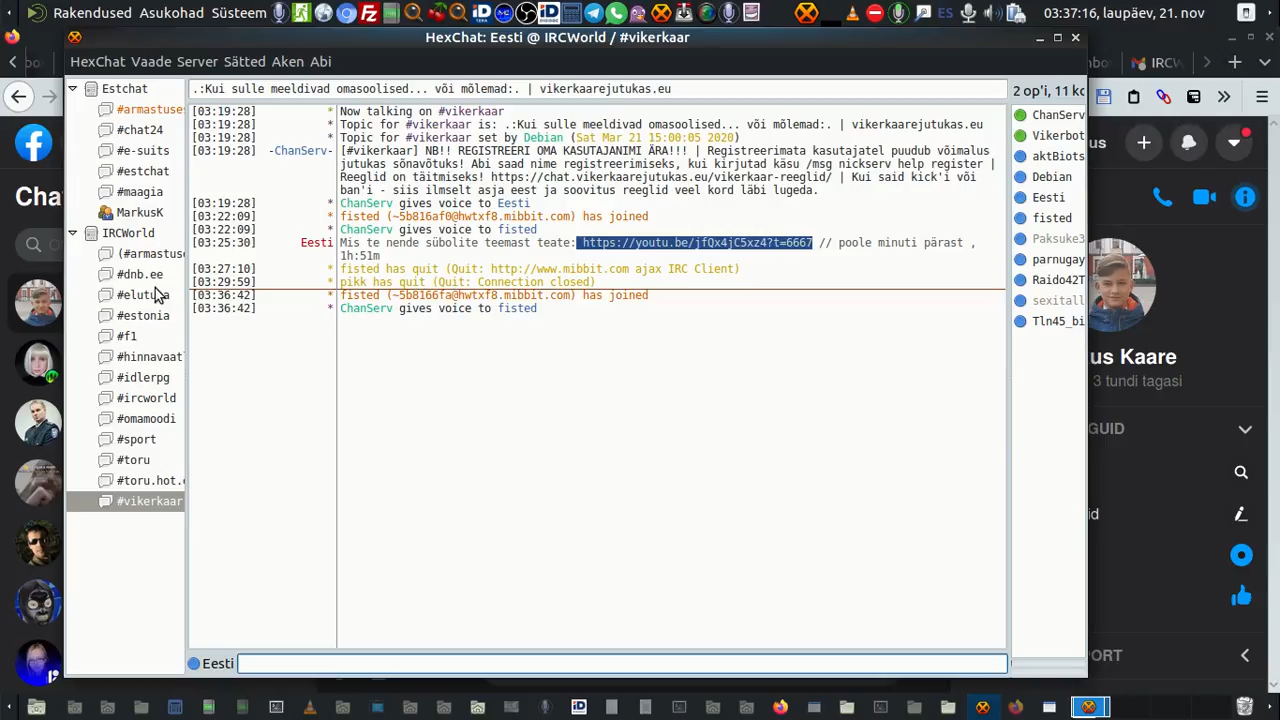 Rakendused Asukohad Süsteem
ES
03:37:16, laupäev, 21. nov
HexChat: Eesti @ IRCWorld / #vikerkaar
HexChat Vaade Server Sätted Aken Abi
Estchat
#armastuses
#chat24
#e-suits
#estchat
#maagia
MarkusK
IRCWorld
(#armastuse
#dnb.ee
#estonia
#f1
#hinnavaat
#idlerpg
#ircworld
#omamoodi
#sport
#toru
#toru.hot.
#vikerkaar
.:Kui sulle meeldivad omasoolised... või mõlemad:. | vikerkaarejutukas.eu
[03:19:28] * Now talking on #vikerkaar
[03:19:28] * Topic for #vikerkaar is: .:Kui sulle meeldivad omasoolised... või mõlemad:. | vikerkaarejutukas.eu
[03:19:28] * Topic for #vikerkaar set by Debian (Sat Mar 21 15:00:05 2020)
[03:19:28] -ChanServ- [#vikerkaar] NB!! REGISTREERI OMA KASUTAJANIMI ÄRA!!! | Registreerimata kasutajatel puudub võimalus
jutukas sõnavõtuks! Abi saad nime registreerimiseks, kui kirjutad käsu /msg nickserv help register |
Reeglid on täitmiseks! https://chat.vikerkaarejutukas.eu/vikerkaar-reeglid/ | Kui said kick'i või
ban'i - siis ilmselt asja eest ja soovitus reeglid veel kord läbi lugeda.
[03:19:28] * ChanServ gives voice to Eesti
[03:22:09] * fisted (~5b816af0@hwtxf8.mibbit.com) has joined
[03:22:09] * ChanServ gives voice to fisted
[03:25:30] Eesti Mis te nende sübolite teemast teate: https://youtu.be/jfQx4jC5xz4?t=6667 // poole minuti pärast ,
1h:51m
[03:27:10] * fisted has quit (Quit: http://www.mibbit.com ajax IRC Client)
[03:29:59] * pikk has quit (Quit: Connection closed)
[03:36:42] * fisted (~5b8166fa@hwtxf8.mibbit.com) has joined
[03:36:42] * ChanServ gives voice to fisted
Eesti
2 op'i, 11 ko
ChanServ
Vikerbot
aktBiots
Debian
Eesti
fisted
Paksuke3
parnugay
Raido42T
sexitall
Tln45_bi
Cha
IRCW
us
us Kaare
3 tundi tagasi
GUID
id
PORT